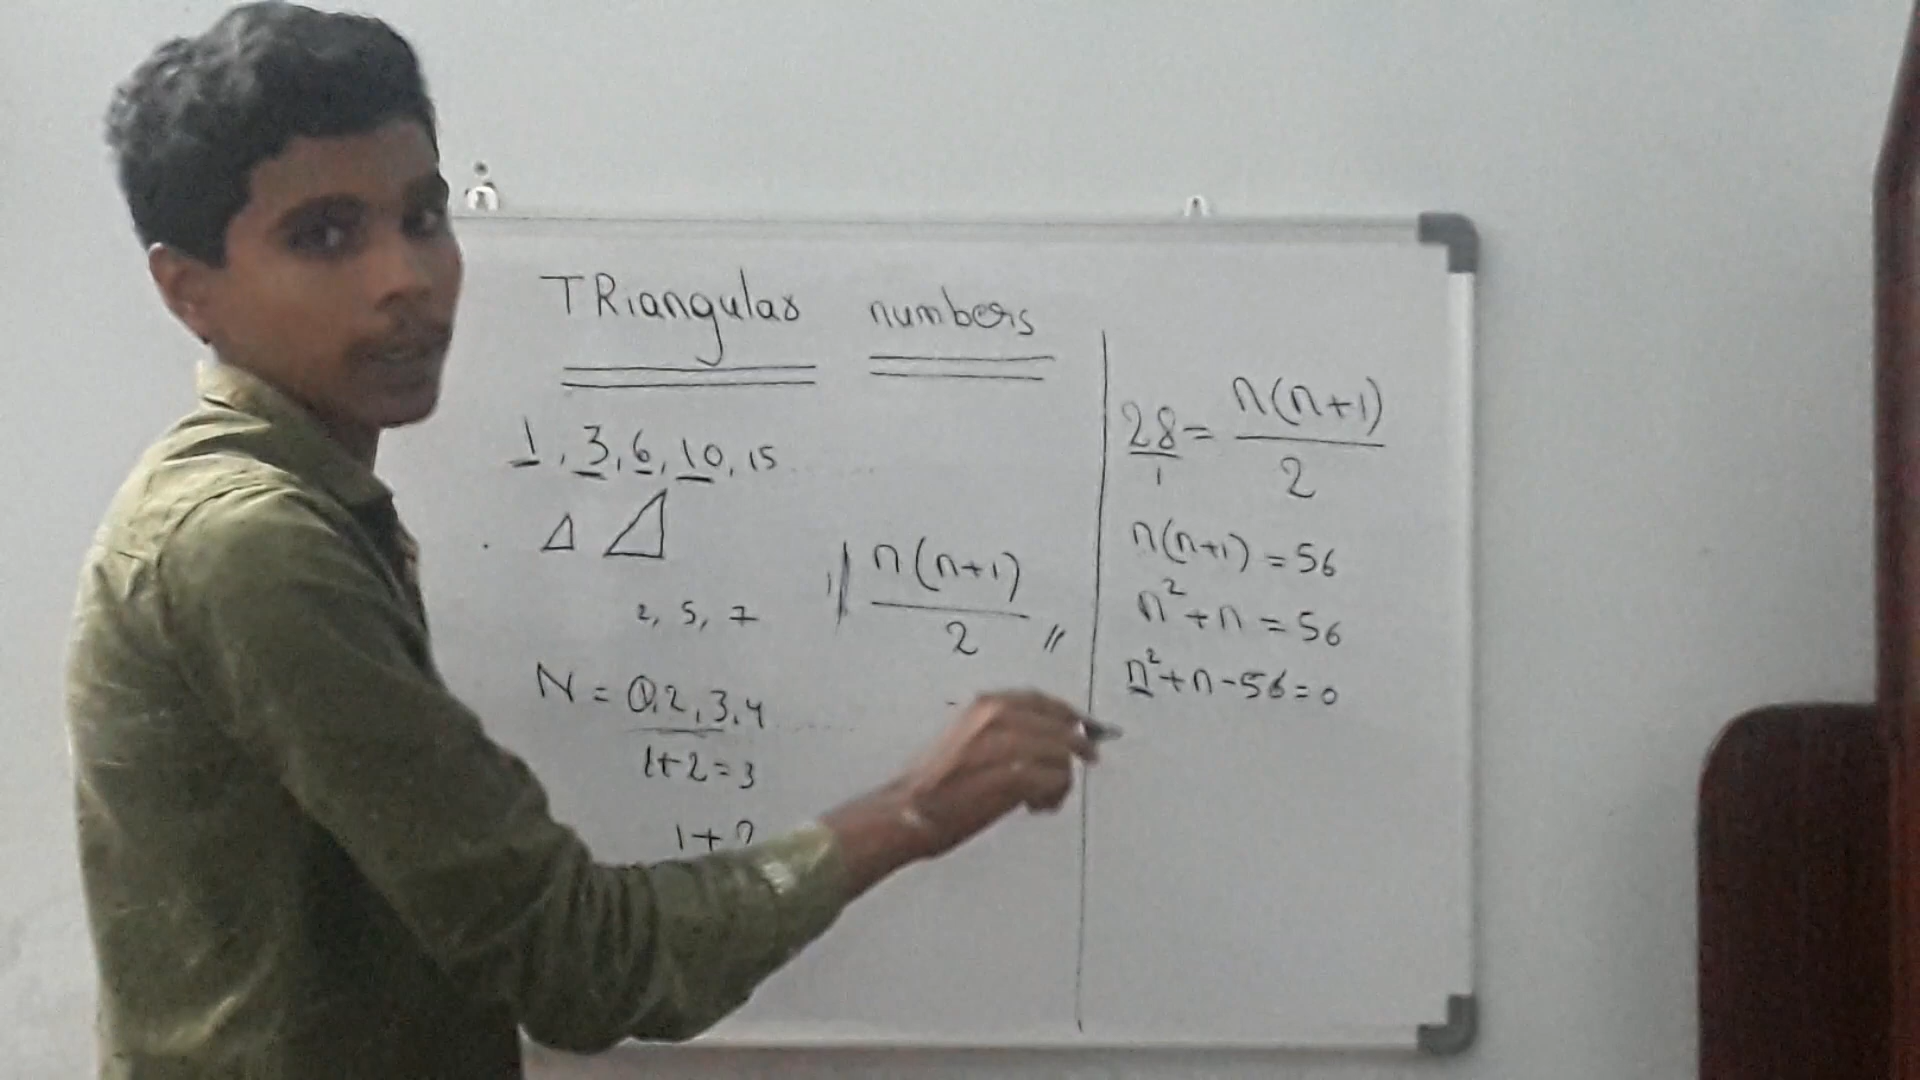 TRiangular numbers
1, 3, 6, 10, 15 .....
2, 5, 7
n(n+1)
2 //
N = 0,2,3,4 .....
1+2=3
1+2
28 = n(n+1)
1 2
n(n+1) = 56
n²+n = 56
n²+n-56=0